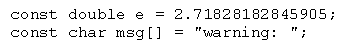 const double e = 2.71828182845905;
const char msg[] = "warning: ";